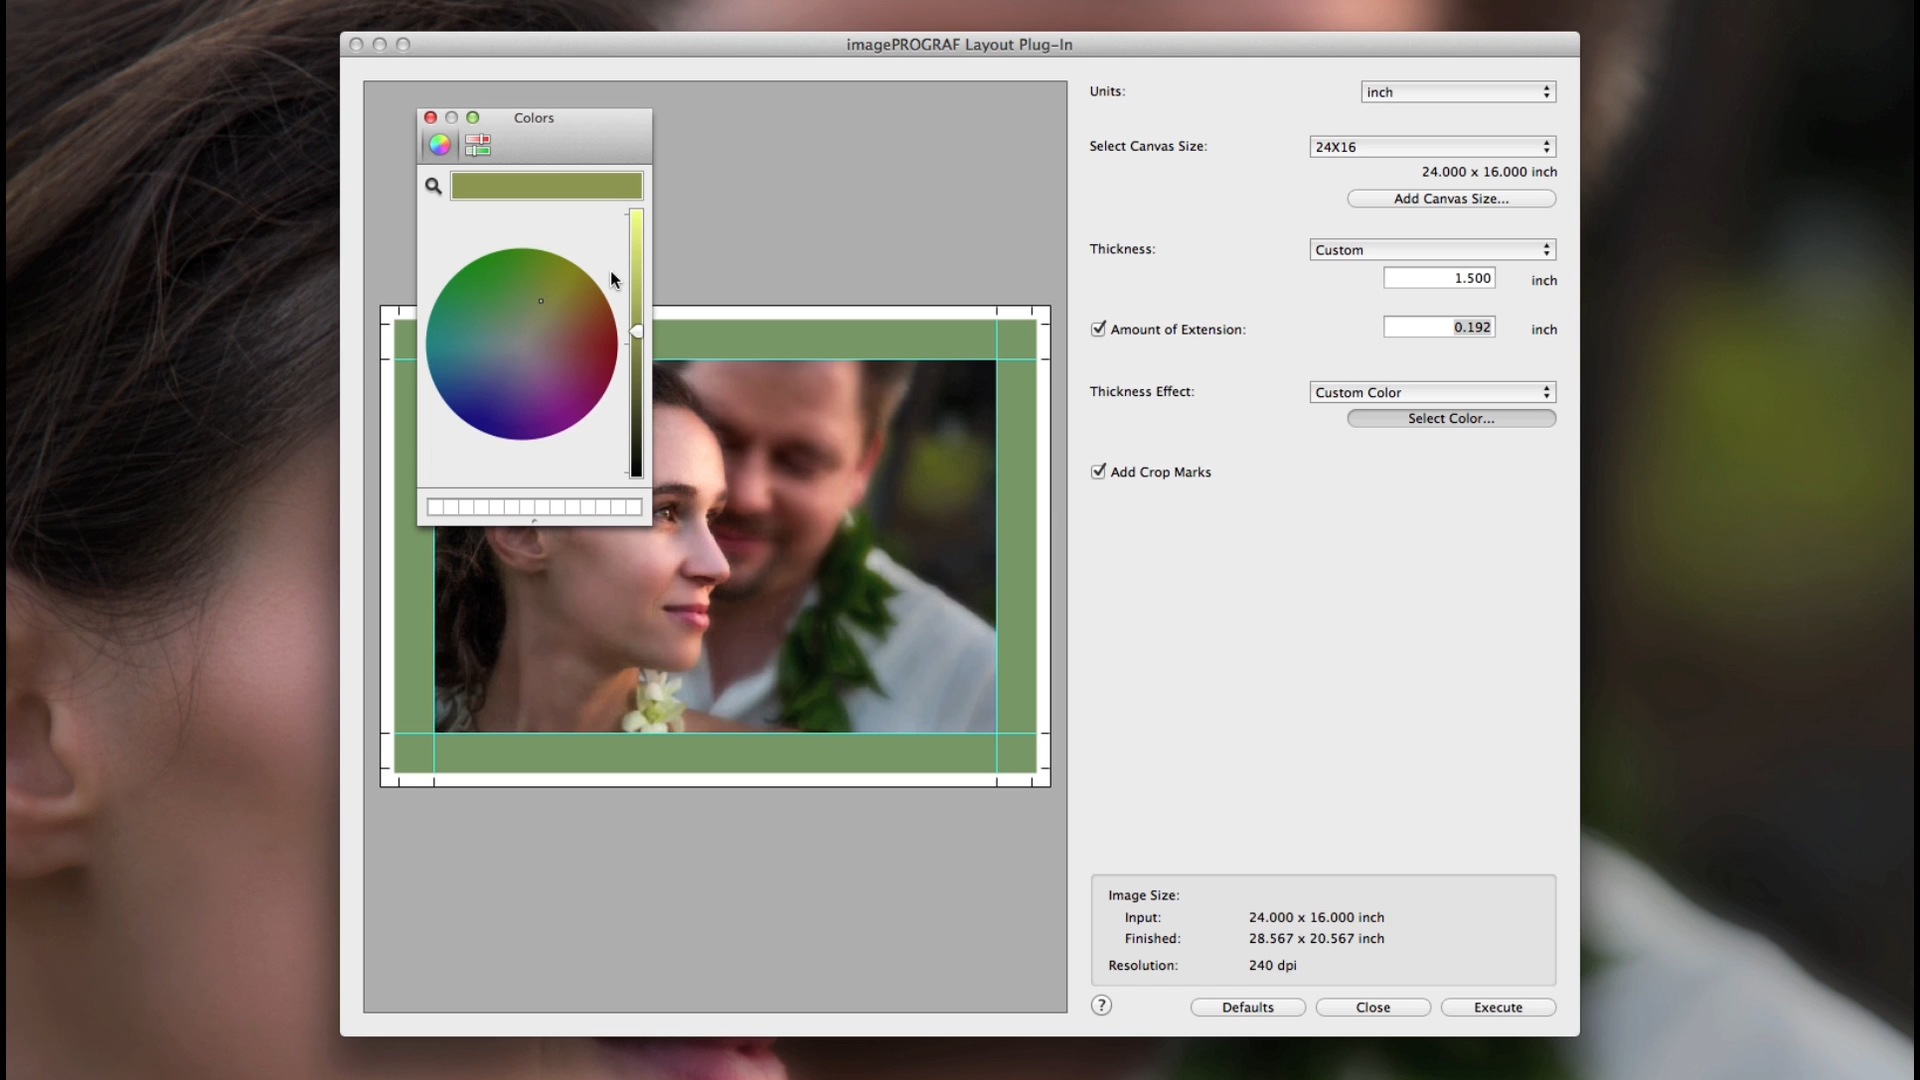 imagePROGRAF Layout Plug-In
Colors
Units:
inch
Select Canvas Size:
24X16
24.000 x 16.000 inch
Add Canvas Size...
Thickness:
Custom
1.500
inch
Amount of Extension:
0.192
inch
Thickness Effect:
Custom Color
Select Color...
Add Crop Marks
Image Size:
Input:
24.000 x 16.000 inch
Finished:
28.567 x 20.567 inch
Resolution:
240 dpi
?
Defaults
Close
Execute